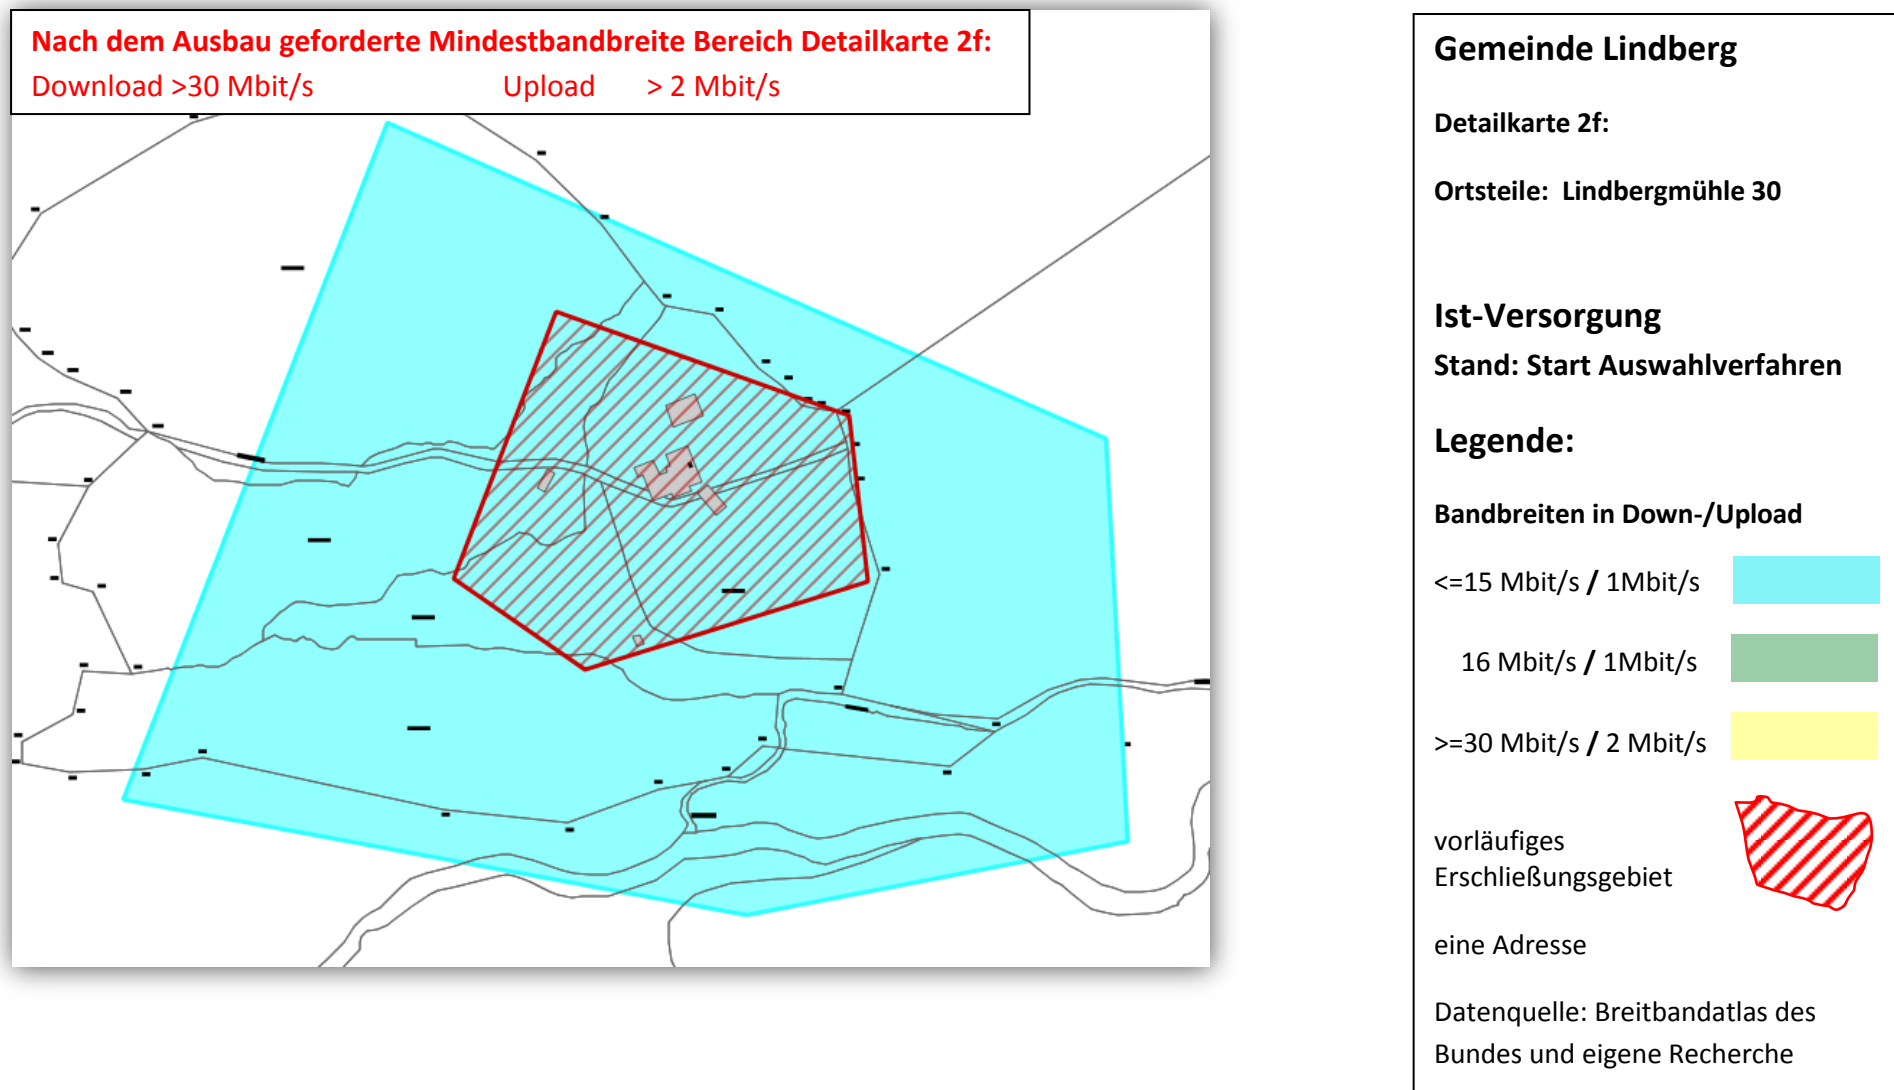 Nach dem Ausbau geforderte Mindestbandbreite Bereich Detailkarte 2f:
Download >30 Mbit/s Upload > 2 Mbit/s
Gemeinde Lindberg
Detailkarte 2f:
Ortsteile: Lindbergmühle 30
Ist-Versorgung
Stand: Start Auswahlverfahren
Legende:
Bandbreiten in Down-/Upload
<=15 Mbit/s / 1Mbit/s
16 Mbit/s / 1Mbit/s
>=30 Mbit/s / 2 Mbit/s
vorläufiges
Erschließungsgebiet
eine Adresse
Datenquelle: Breitbandatlas des
Bundes und eigene Recherche